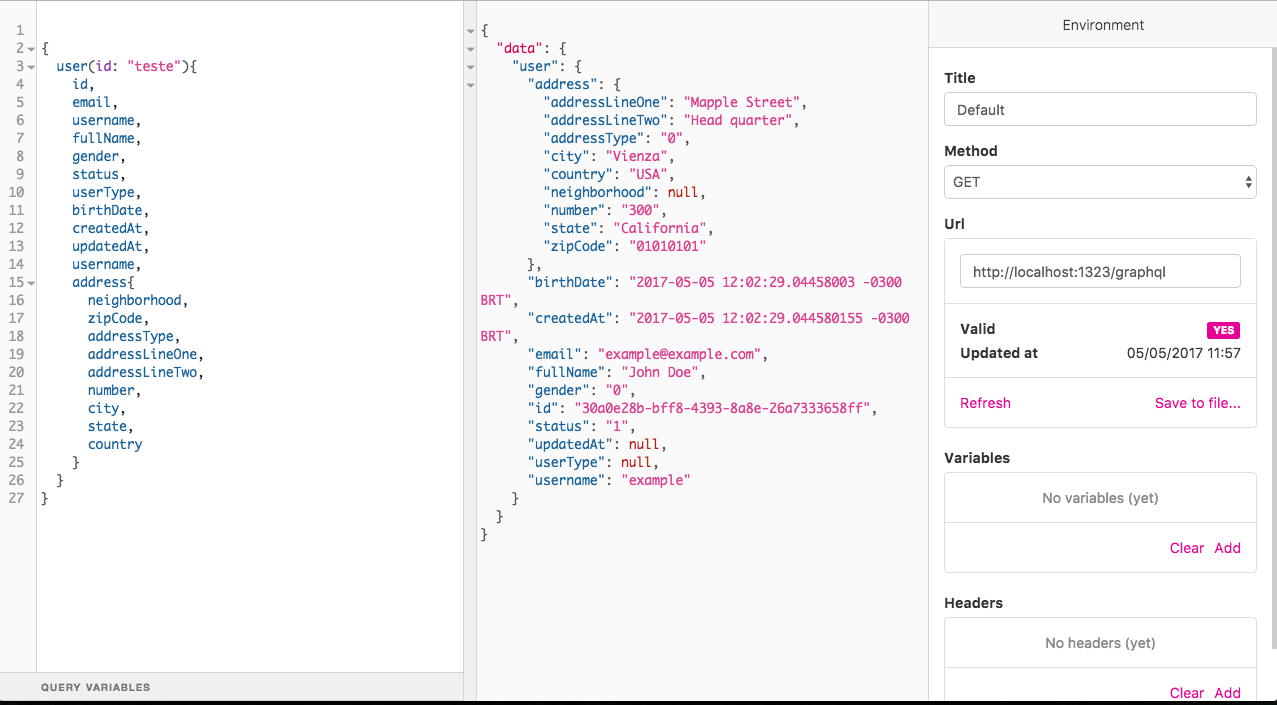 1
2 {
3 user(id: "teste"){
4 id,
5 email,
6 username,
7 fullName,
8 gender,
9 status,
10 userType,
11 birthDate,
12 createdAt,
13 updatedAt,
14 username,
15 address{
16 neighborhood,
17 zipCode,
18 addressType,
19 addressLineOne,
20 addressLineTwo,
21 number,
22 city,
23 state,
24 country
25 }
26 }
27 }
QUERY VARIABLES
{
"data": {
"user": {
"address": {
"addressLineOne": "Mapple Street",
"addressLineTwo": "Head quarter",
"addressType": "0",
"city": "Vienza",
"country": "USA",
"neighborhood": null,
"number": "300",
"state": "California",
"zipCode": "01010101"
},
"birthDate": "2017-05-05 12:02:29.04458003 -0300
BRT",
"createdAt": "2017-05-05 12:02:29.044580155 -0300
BRT",
"email": "example@example.com",
"fullName": "John Doe",
"gender": "0",
"id": "30a0e28b-bff8-4393-8a8e-26a7333658ff",
"status": "1",
"updatedAt": null,
"userType": null,
"username": "example"
}
}
}
Environment
Title
Default
Method
GET
Url
http://localhost:1323/graphql
Valid YES
Updated at 05/05/2017 11:57
Refresh Save to file...
Variables
No variables (yet)
Clear Add
Headers
No headers (yet)
Clear Add